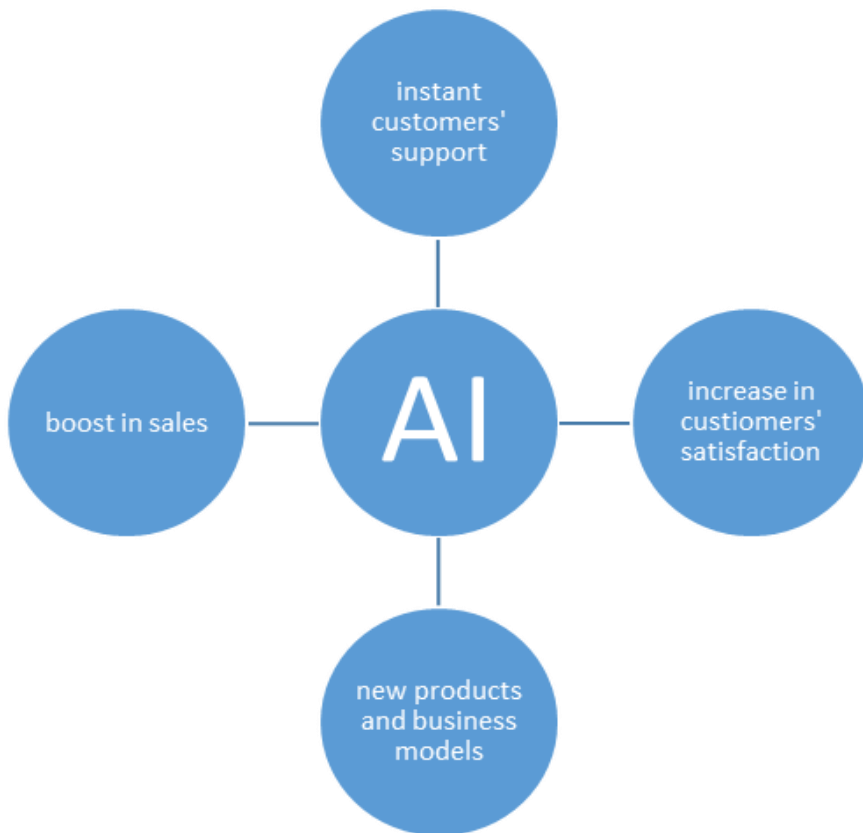 instant
customers'
support
boost in sales
AI
increase in
custiomers'
satisfaction
new products
and business
models